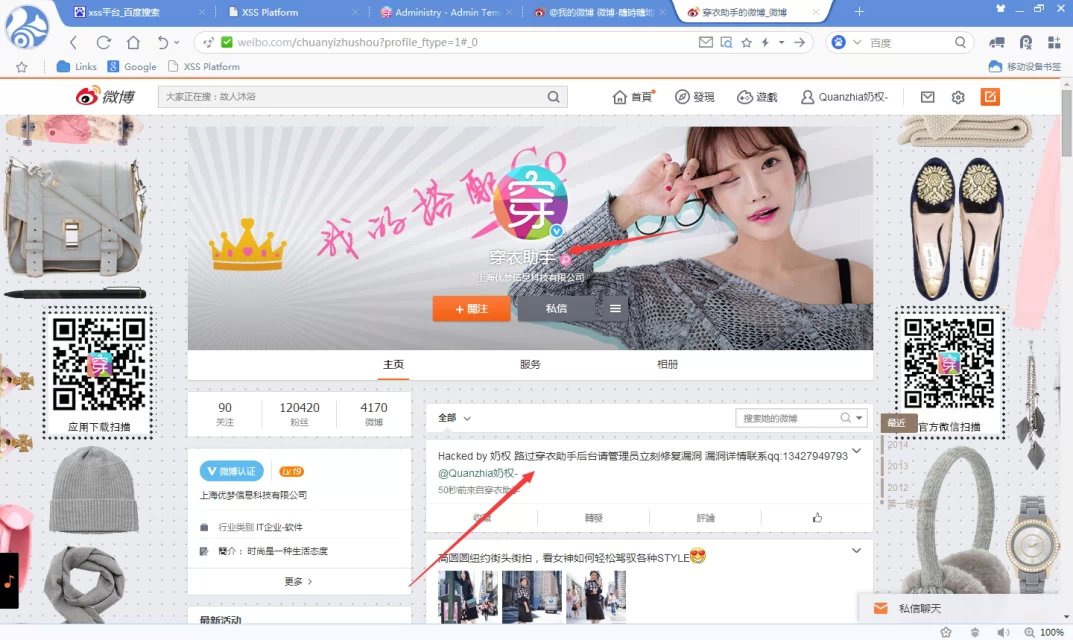 xss平台_百度搜索
XSS Platform
Administry - Admin Tem
@我的微博 微博-隨時隨地
穿衣助手的微博_微博
weibo.com/chuanyizhushou?profile_ftype=1#_0
百度
Links
Google
XSS Platform
移动设备书签
微博
大家正在搜：故人沐浴
首頁
發現
遊戲
Quanzhia奶权-
我的搭配Go
穿
穿衣助手
上海优梦信息科技有限公司
+ 關注
私信
主页
服务
相册
穿
应用下载扫描
穿
官方微信扫描
90
关注
120420
粉丝
4170
微博
全部
搜索她的微博
最近
2014
2013
2012
第一條微博
V 微博认证
Lv.19
上海优梦信息科技有限公司
行业类别 IT企业-软件
簡介： 时尚是一种生活态度
更多
最新活动
Hacked by 奶权 路过穿衣助手后台请管理员立刻修复漏洞 漏洞详情联系qq:13427949793
@Quanzhia奶权-
50秒前來自穿衣助手
收藏
轉發
評論
高圆圆纽约街头街拍，看女神如何轻松驾驭各种STYLE
私信聊天
100%